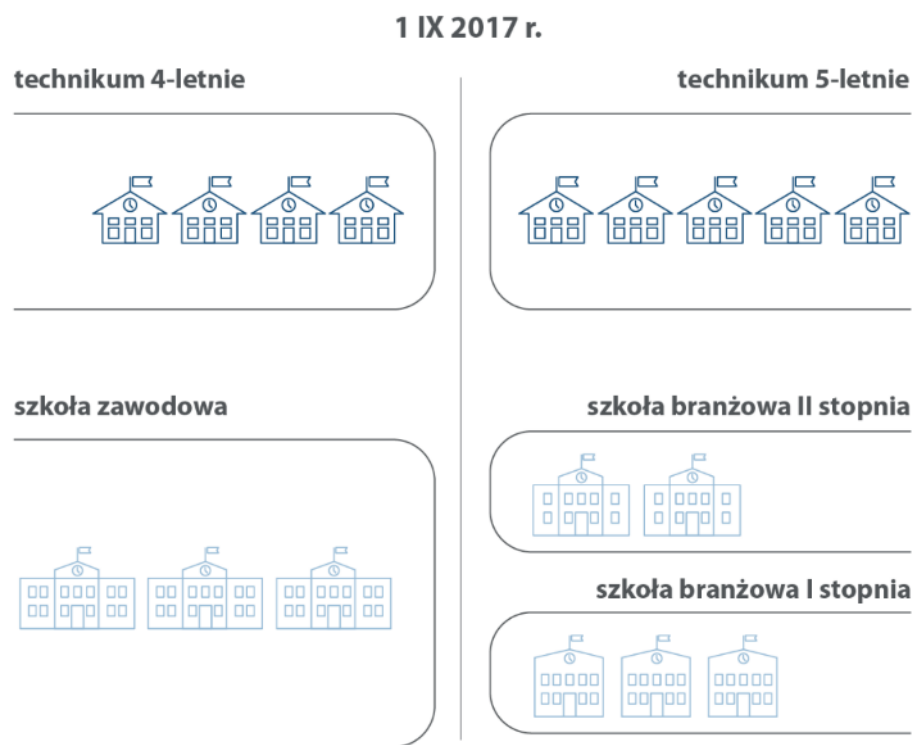 1 IX 2017 r.
technikum 4-letnie
technikum 5-letnie
szkoła zawodowa
szkoła branżowa II stopnia
szkoła branżowa I stopnia